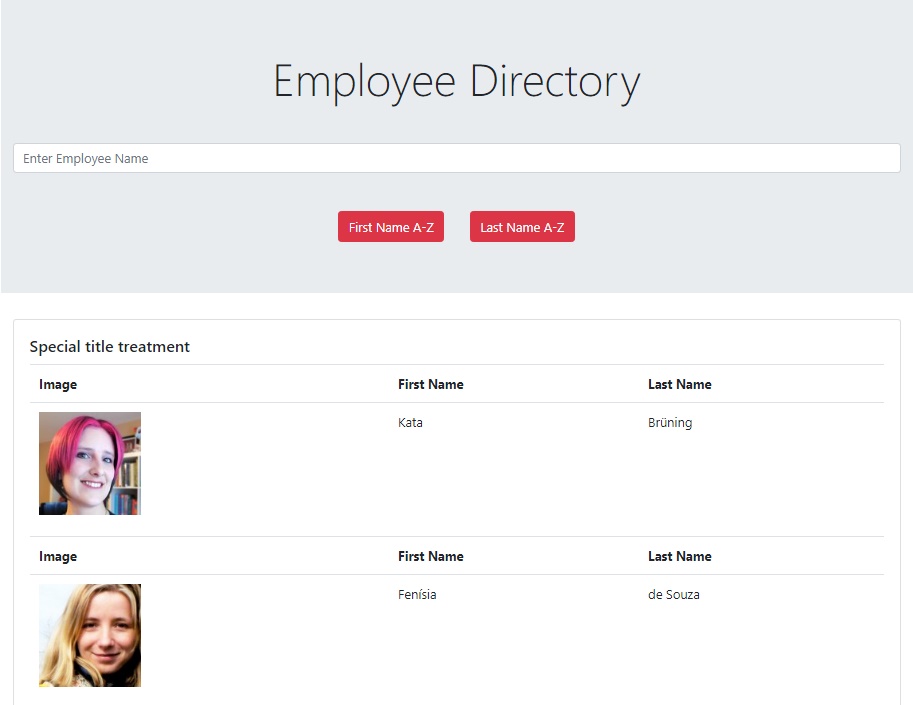 Employee Directory
Enter Employee Name
First Name A-Z Last Name A-Z
Special title treatment
Image First Name Last Name
Kata Brüning
Image First Name Last Name
Fenísia de Souza